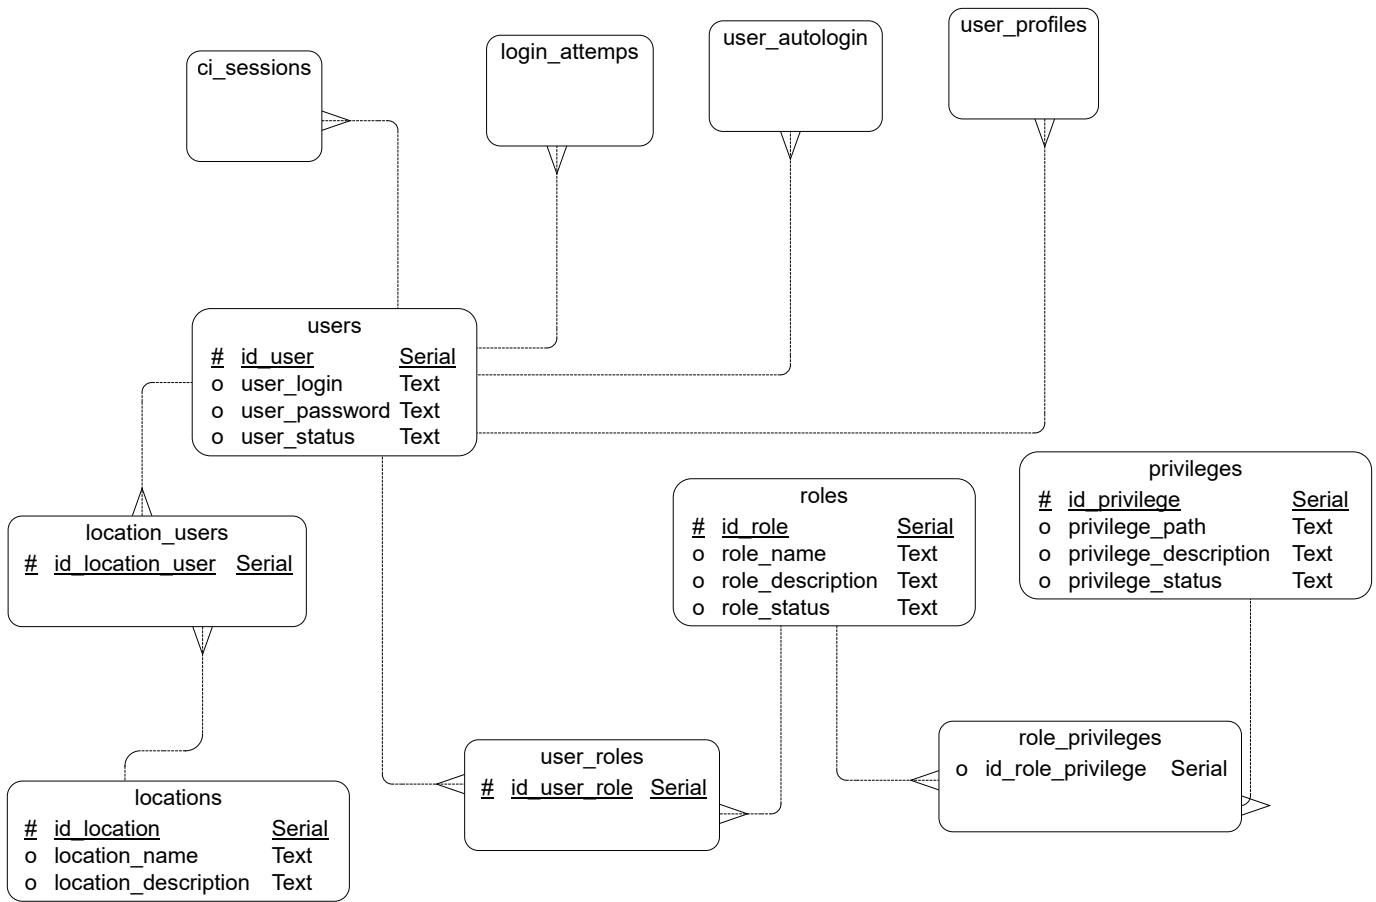 ci_sessions
login_attemps
user_autologin
user_profiles
users
# id_user Serial
o user_login Text
o user_password Text
o user_status Text
location_users
# id_location_user Serial
roles
# id_role Serial
o role_name Text
o role_description Text
o role_status Text
privileges
# id_privilege Serial
o privilege_path Text
o privilege_description Text
o privilege_status Text
locations
# id_location Serial
o location_name Text
o location_description Text
user_roles
# id_user_role Serial
role_privileges
o id_role_privilege Serial